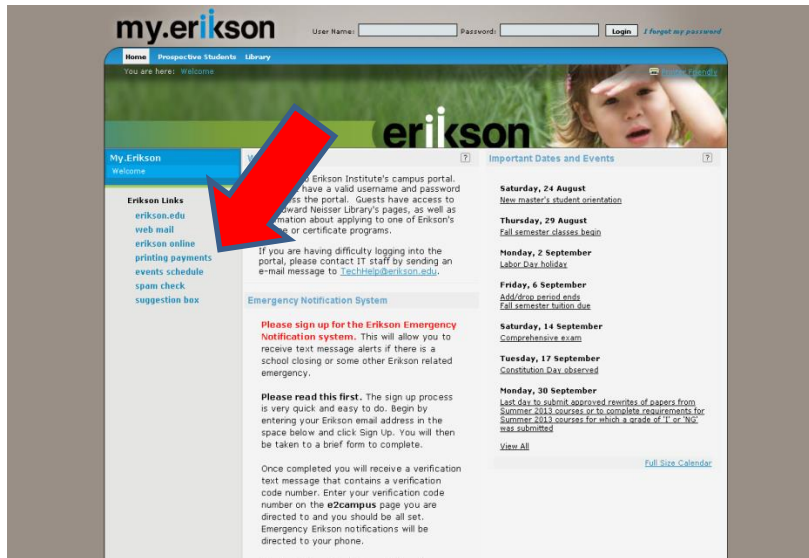 my.erikson
User Name: Password: Login I forgot my password
Home Prospective Students Library
You are here: Welcome
Friendly
erikson
My.Erikson
Welcome
Erikson Links
erikson.edu
web mail
erikson online
printing payments
events schedule
spam check
suggestion box
W ?
Erikson Institute's campus portal.
have a valid username and password
ss the portal. Guests have access to
ward Neisser Library's pages, as well as
rmation about applying to one of Erikson's
or certificate programs.
If you are having difficulty logging into the
portal, please contact IT staff by sending an
e-mail message to TechHelp@erikson.edu.
Emergency Notification System
Please sign up for the Erikson Emergency
Notification system. This will allow you to
receive text message alerts if there is a
school closing or some other Erikson related
emergency.
Please read this first. The sign up process
is very quick and easy to do. Begin by
entering your Erikson email address in the
space below and click Sign Up. You will then
be taken to a brief form to complete.
Once completed you will receive a verification
text message that contains a verification
code number. Enter your verification code
number on the e2campus page you are
directed to and you should be all set.
Emergency Erikson notifications will be
directed to your phone.
Important Dates and Events ?
Saturday, 24 August
New master's student orientation
Thursday, 29 August
Fall semester classes begin
Monday, 2 September
Labor Day holiday
Friday, 6 September
Add/drop period ends
Fall semester tuition due
Saturday, 14 September
Comprehensive exam
Tuesday, 17 September
Constitution Day observed
Monday, 30 September
Last day to submit approved rewrites of papers from
Summer 2013 courses or to complete requirements for
Summer 2013 courses for which a grade of 'I' or 'NG'
was submitted
View All
Full Size Calendar